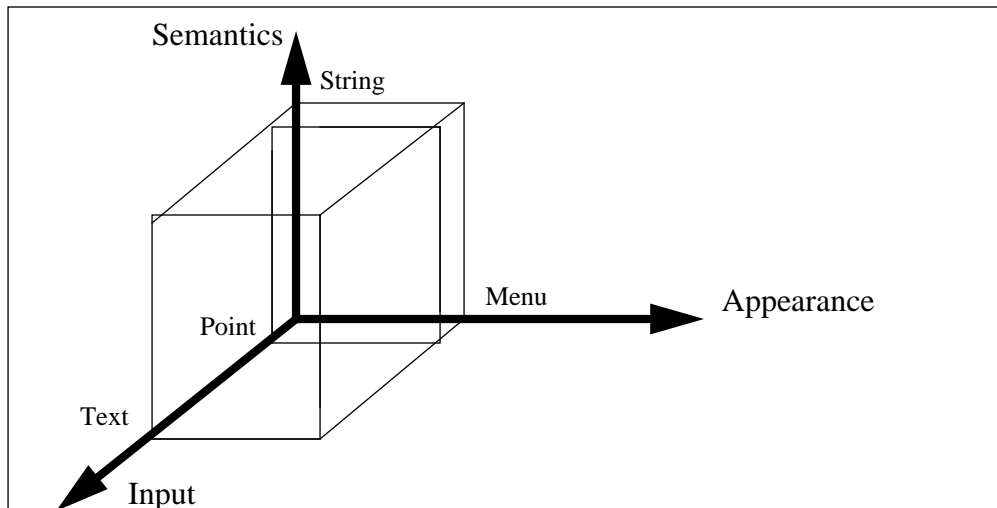 Semantics
String
Menu
Appearance
Point
Text
Input